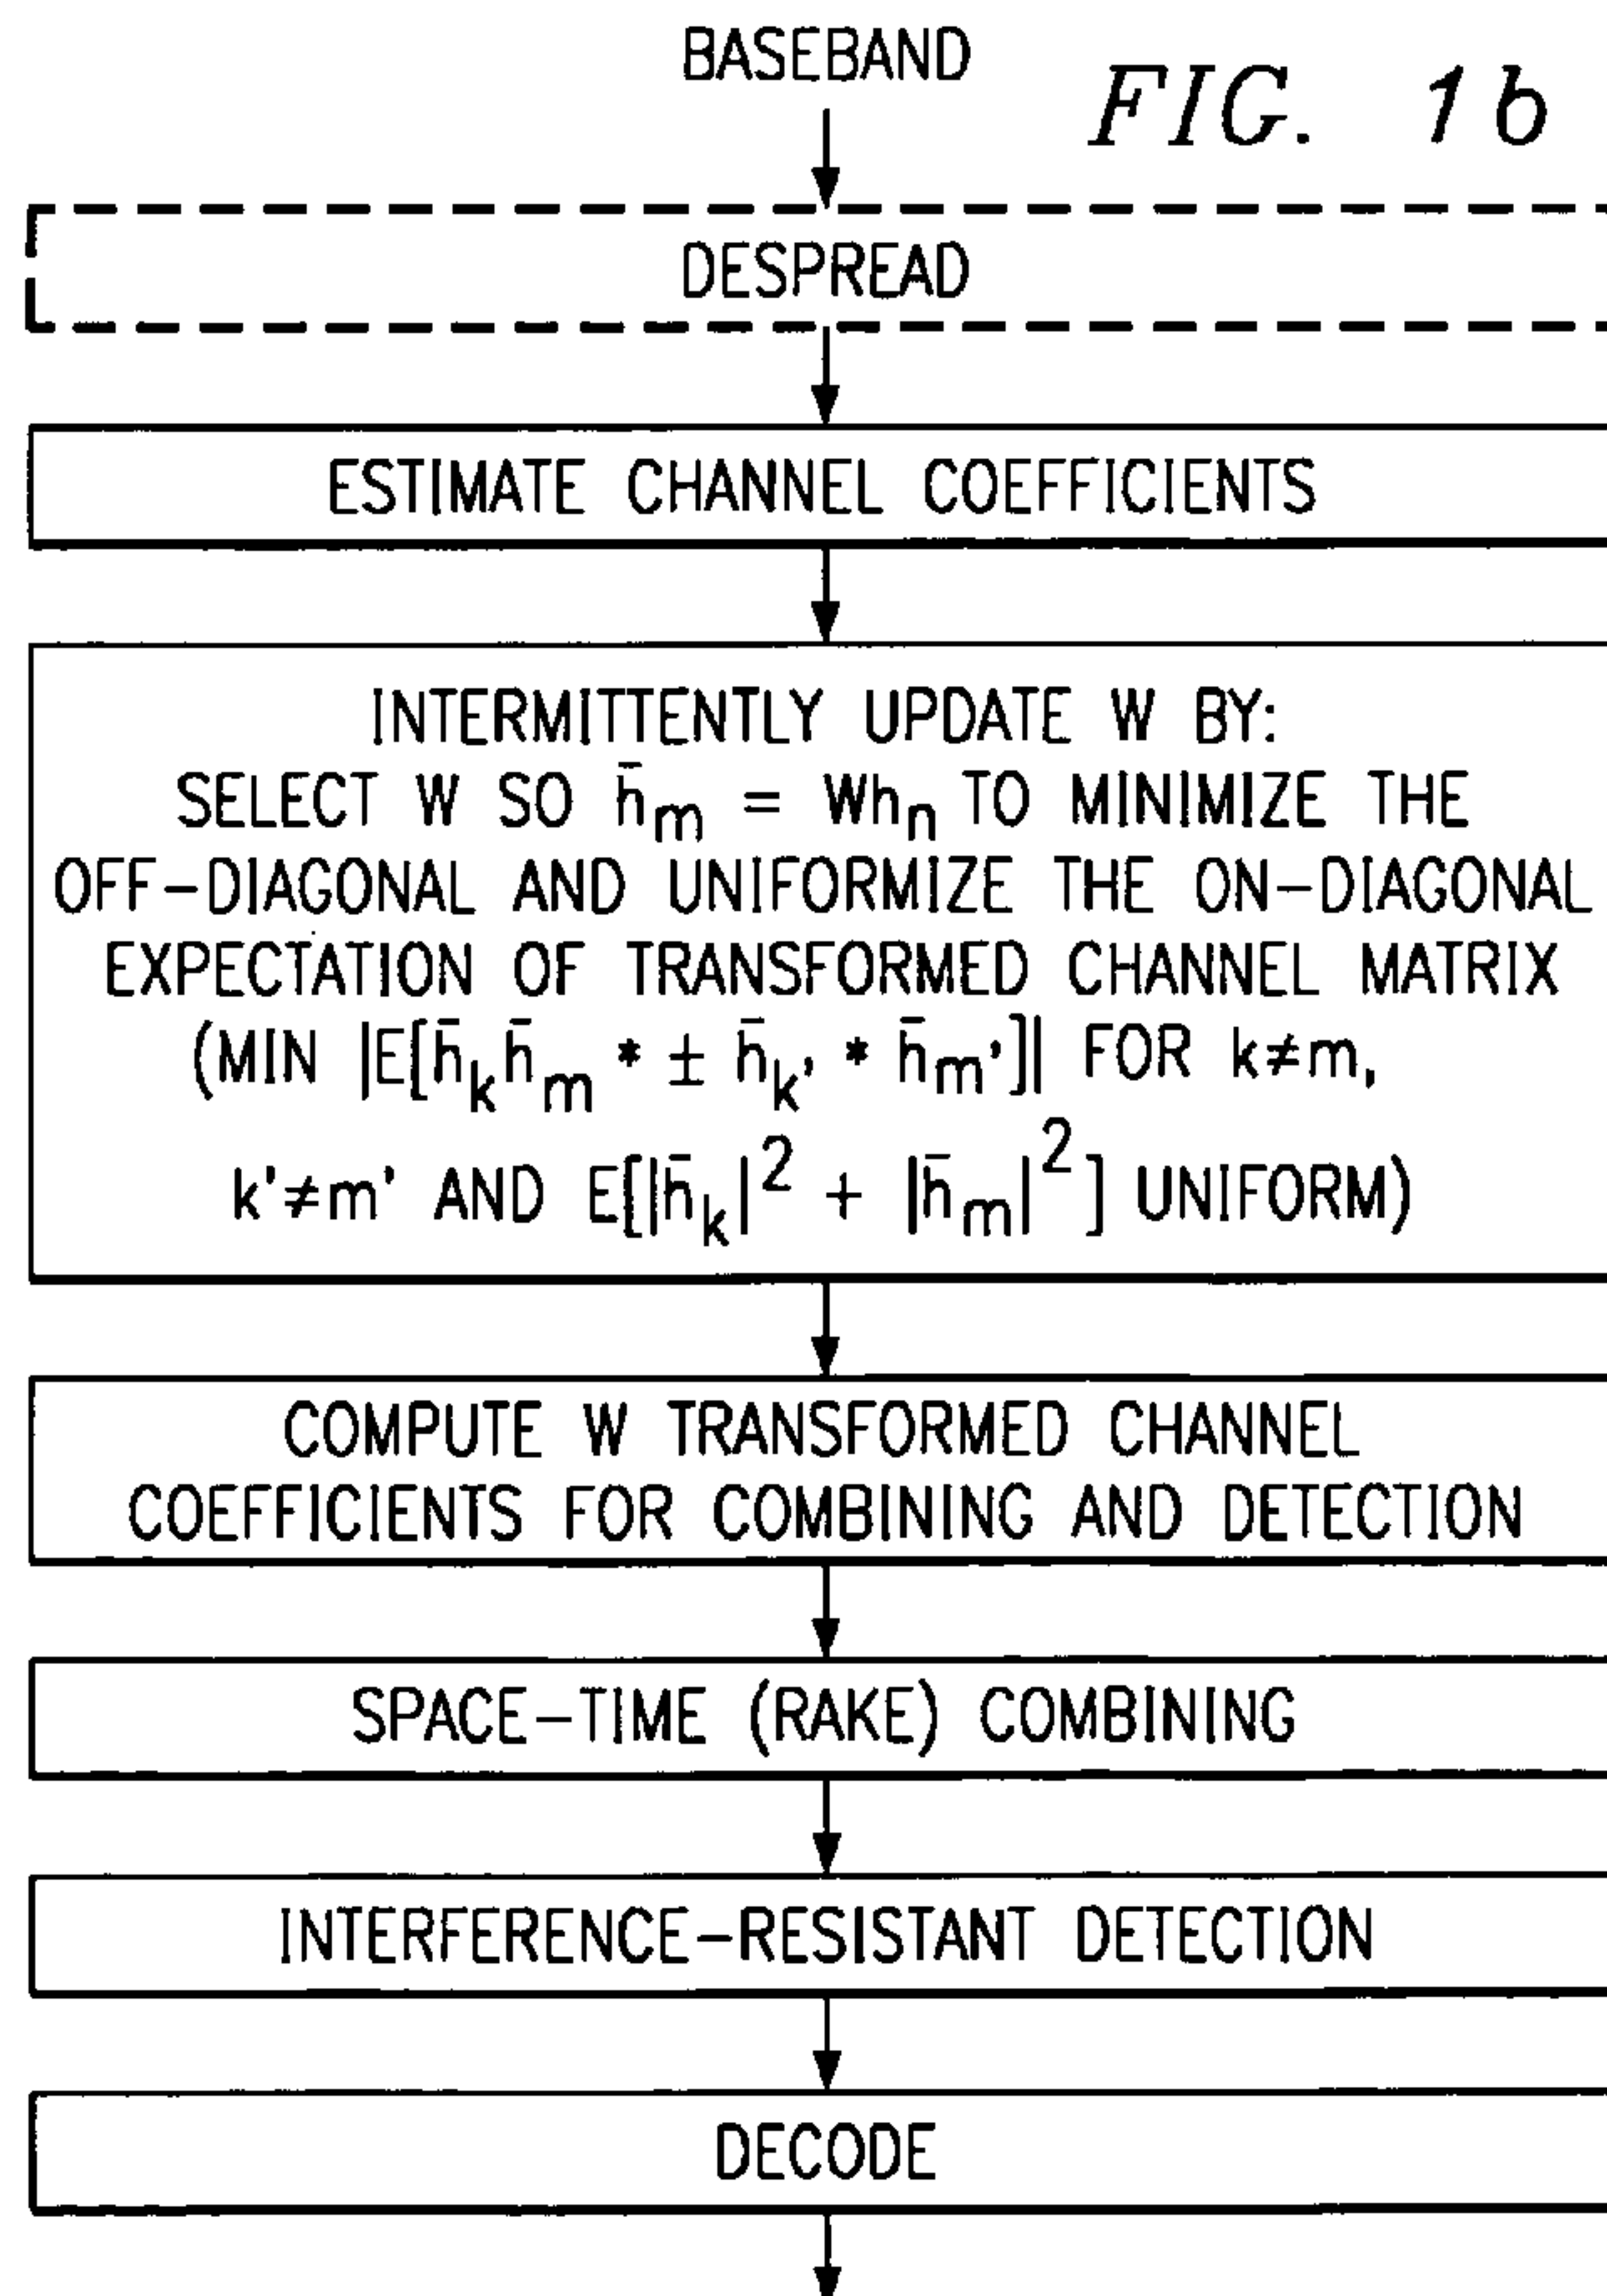 BASEBAND
FIG. 1b
DESPREAD
ESTIMATE CHANNEL COEFFICIENTS
INTERMITTENTLY UPDATE W BY:
SELECT W SO h̄ₘ = Whₙ TO MINIMIZE THE
OFF-DIAGONAL AND UNIFORMIZE THE ON-DIAGONAL
EXPECTATION OF TRANSFORMED CHANNEL MATRIX
(MIN |E[h̄ₖh̄ₘ * ± h̄ₖ' * h̄ₘ']| FOR k≠m,
k'≠m' AND E[|h̄ₖ|² + |h̄ₘ|²] UNIFORM)
COMPUTE W TRANSFORMED CHANNEL
COEFFICIENTS FOR COMBINING AND DETECTION
SPACE-TIME (RAKE) COMBINING
INTERFERENCE-RESISTANT DETECTION
DECODE